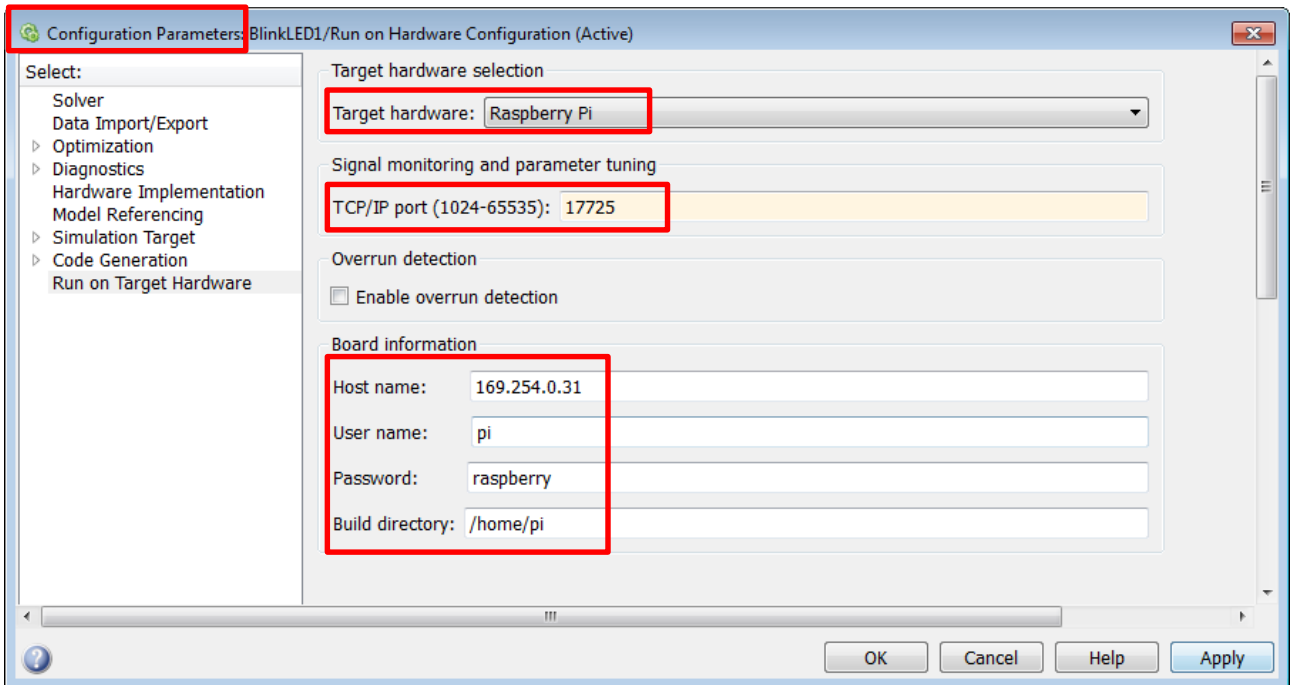 Configuration Parameters: BlinkLED1/Run on Hardware Configuration (Active)
Select:
Solver
Data Import/Export
Optimization
Diagnostics
Hardware Implementation
Model Referencing
Simulation Target
Code Generation
Run on Target Hardware
Target hardware selection
Target hardware: Raspberry Pi
Signal monitoring and parameter tuning
TCP/IP port (1024-65535): 17725
Overrun detection
Enable overrun detection
Board information
Host name: 169.254.0.31
User name: pi
Password: raspberry
Build directory: /home/pi
? OK Cancel Help Apply